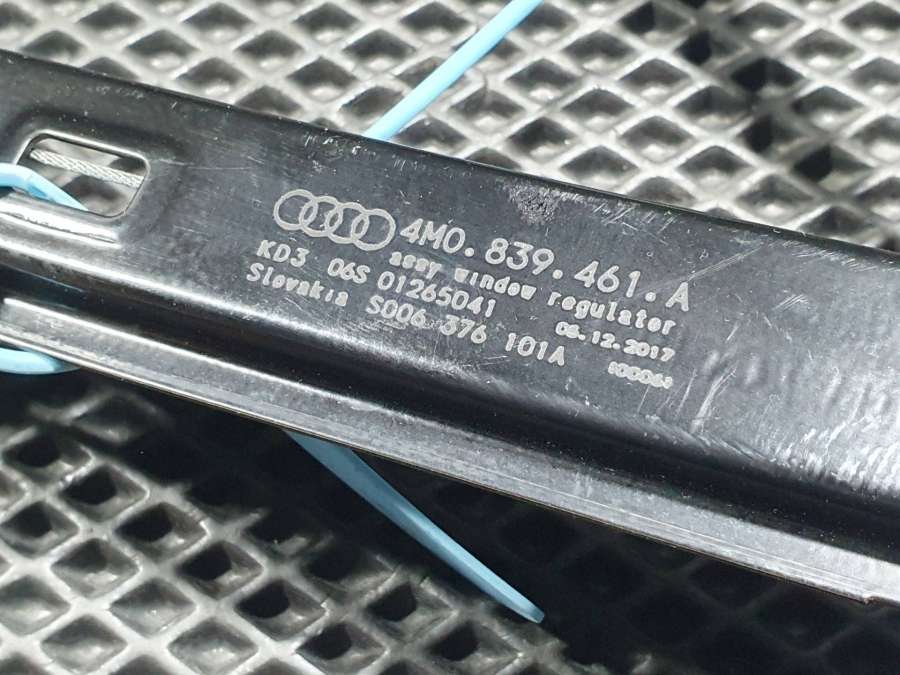 4M0.839.461.A
assy window regulator
KD3 06S 01265041 06.12.2017
Slovakia S006 376 101A